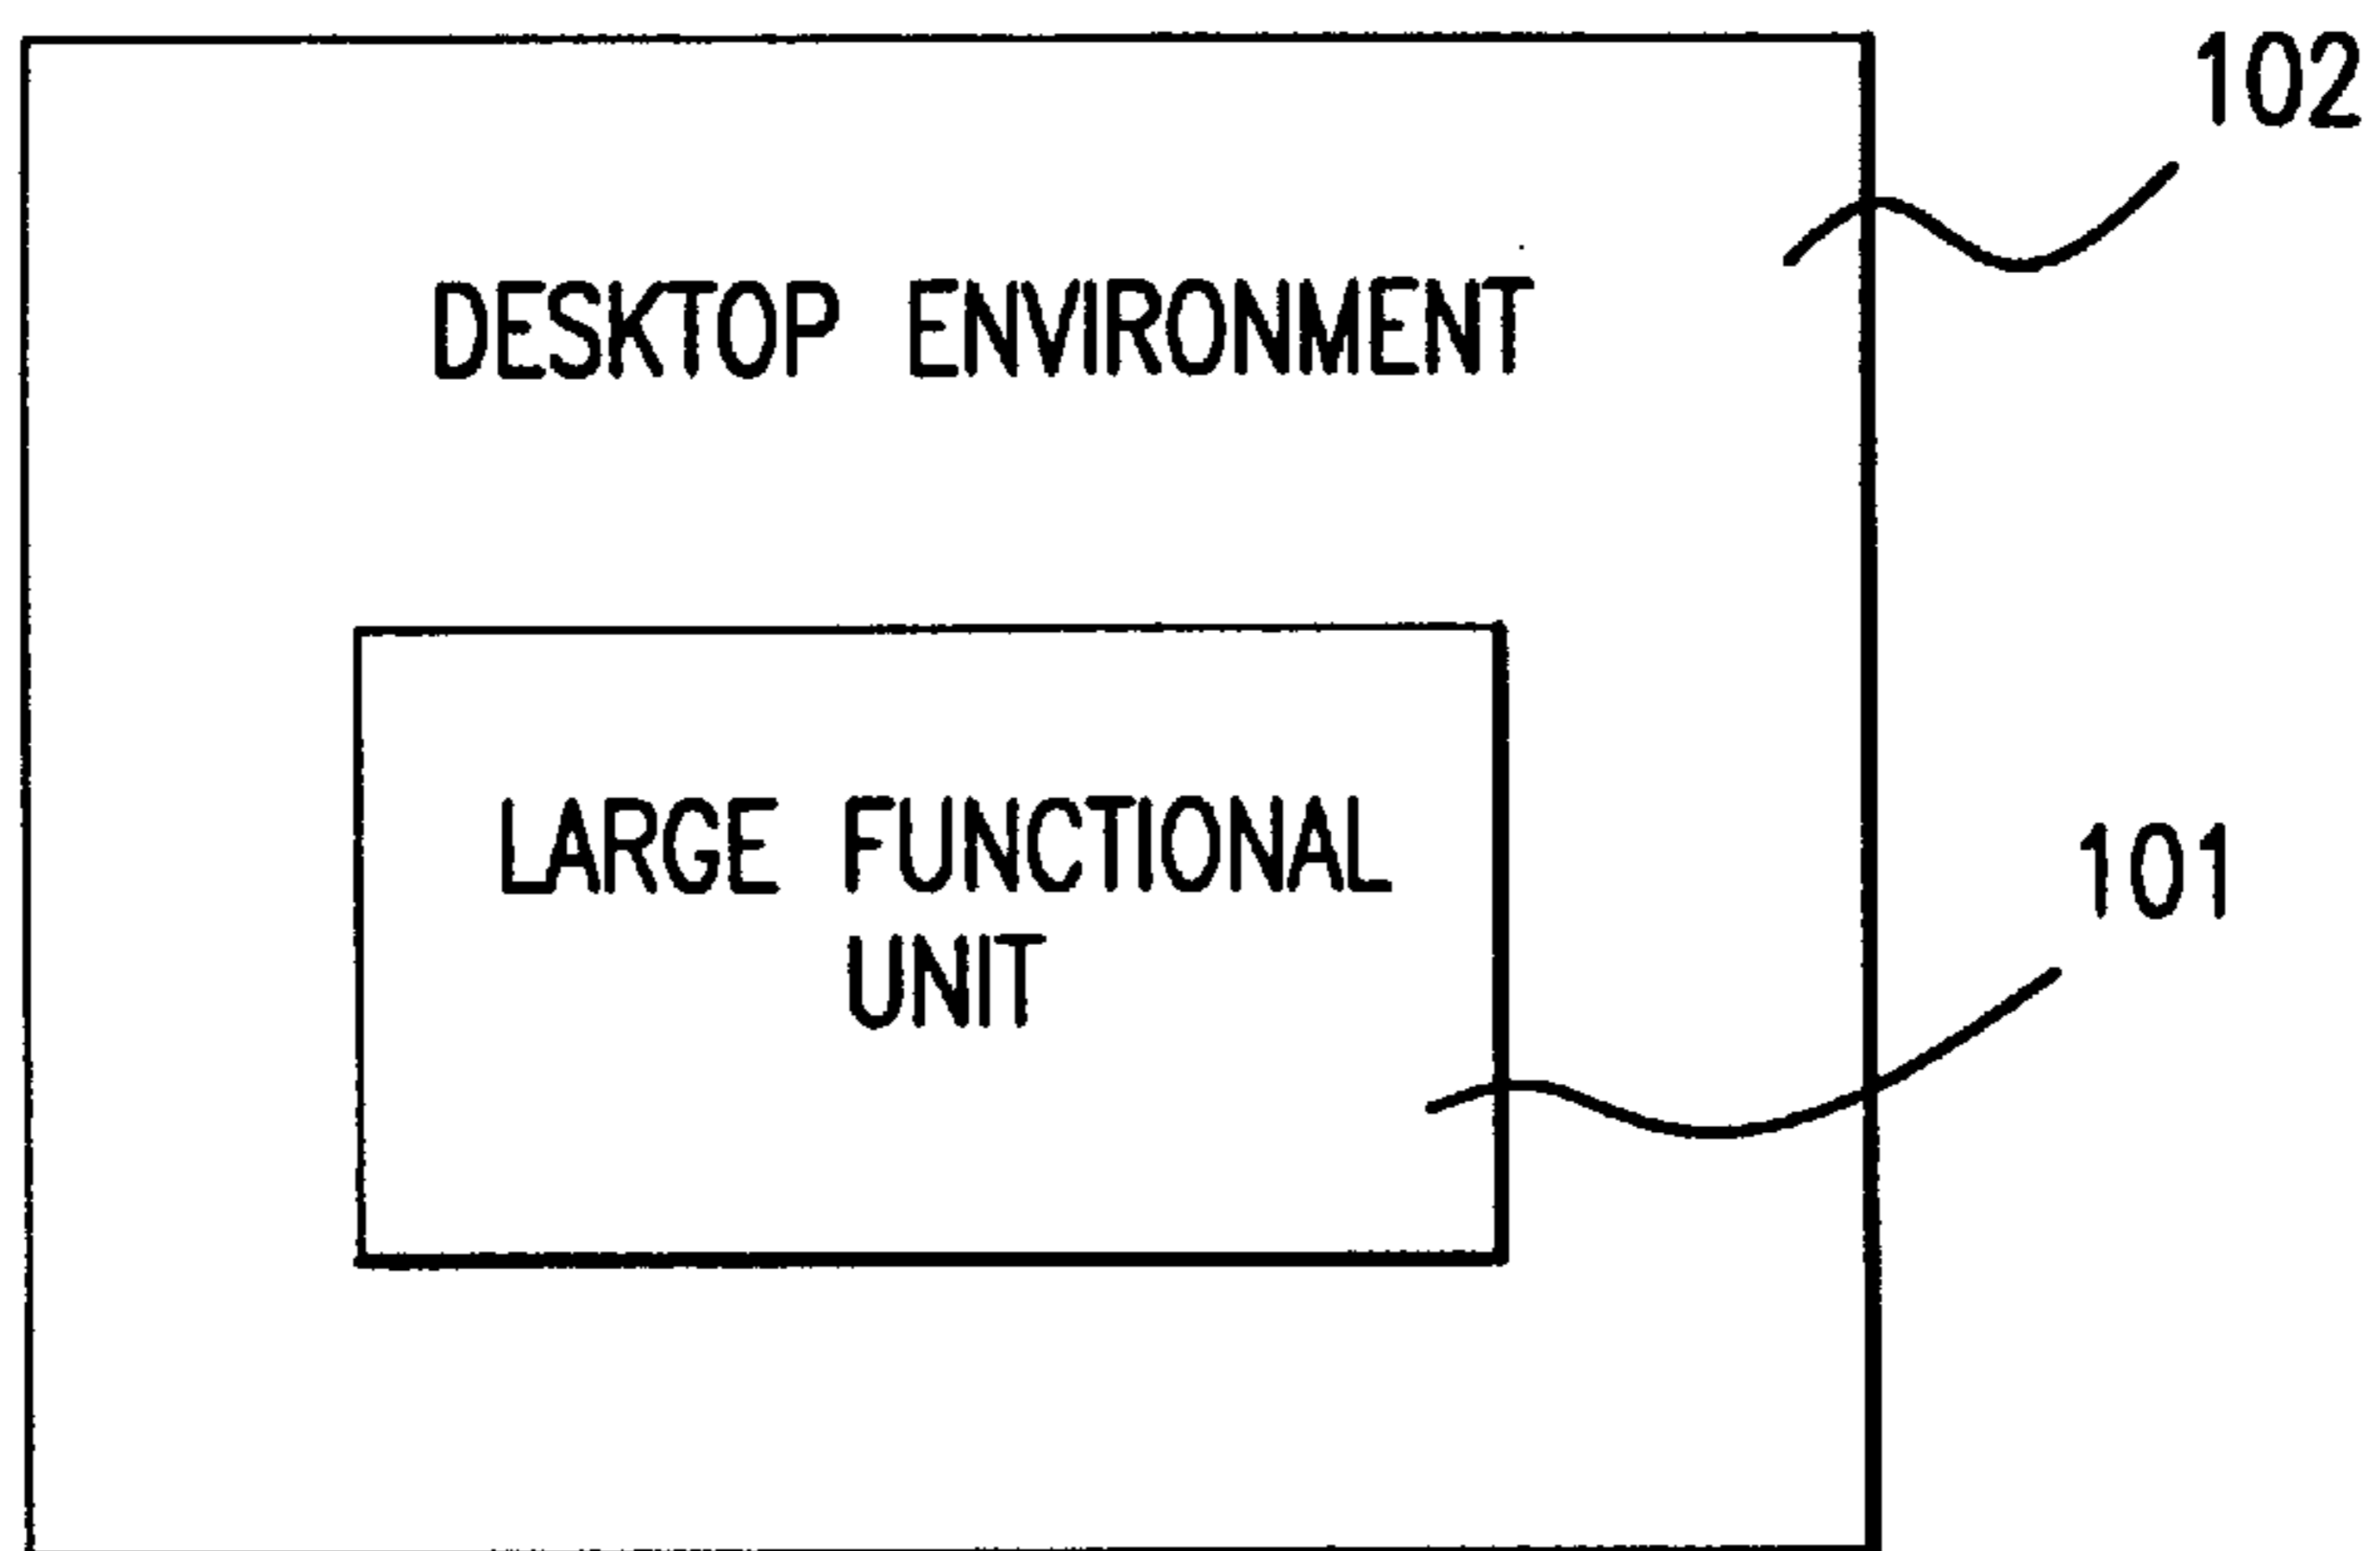 102
DESKTOP ENVIRONMENT
LARGE FUNCTIONAL
UNIT
101